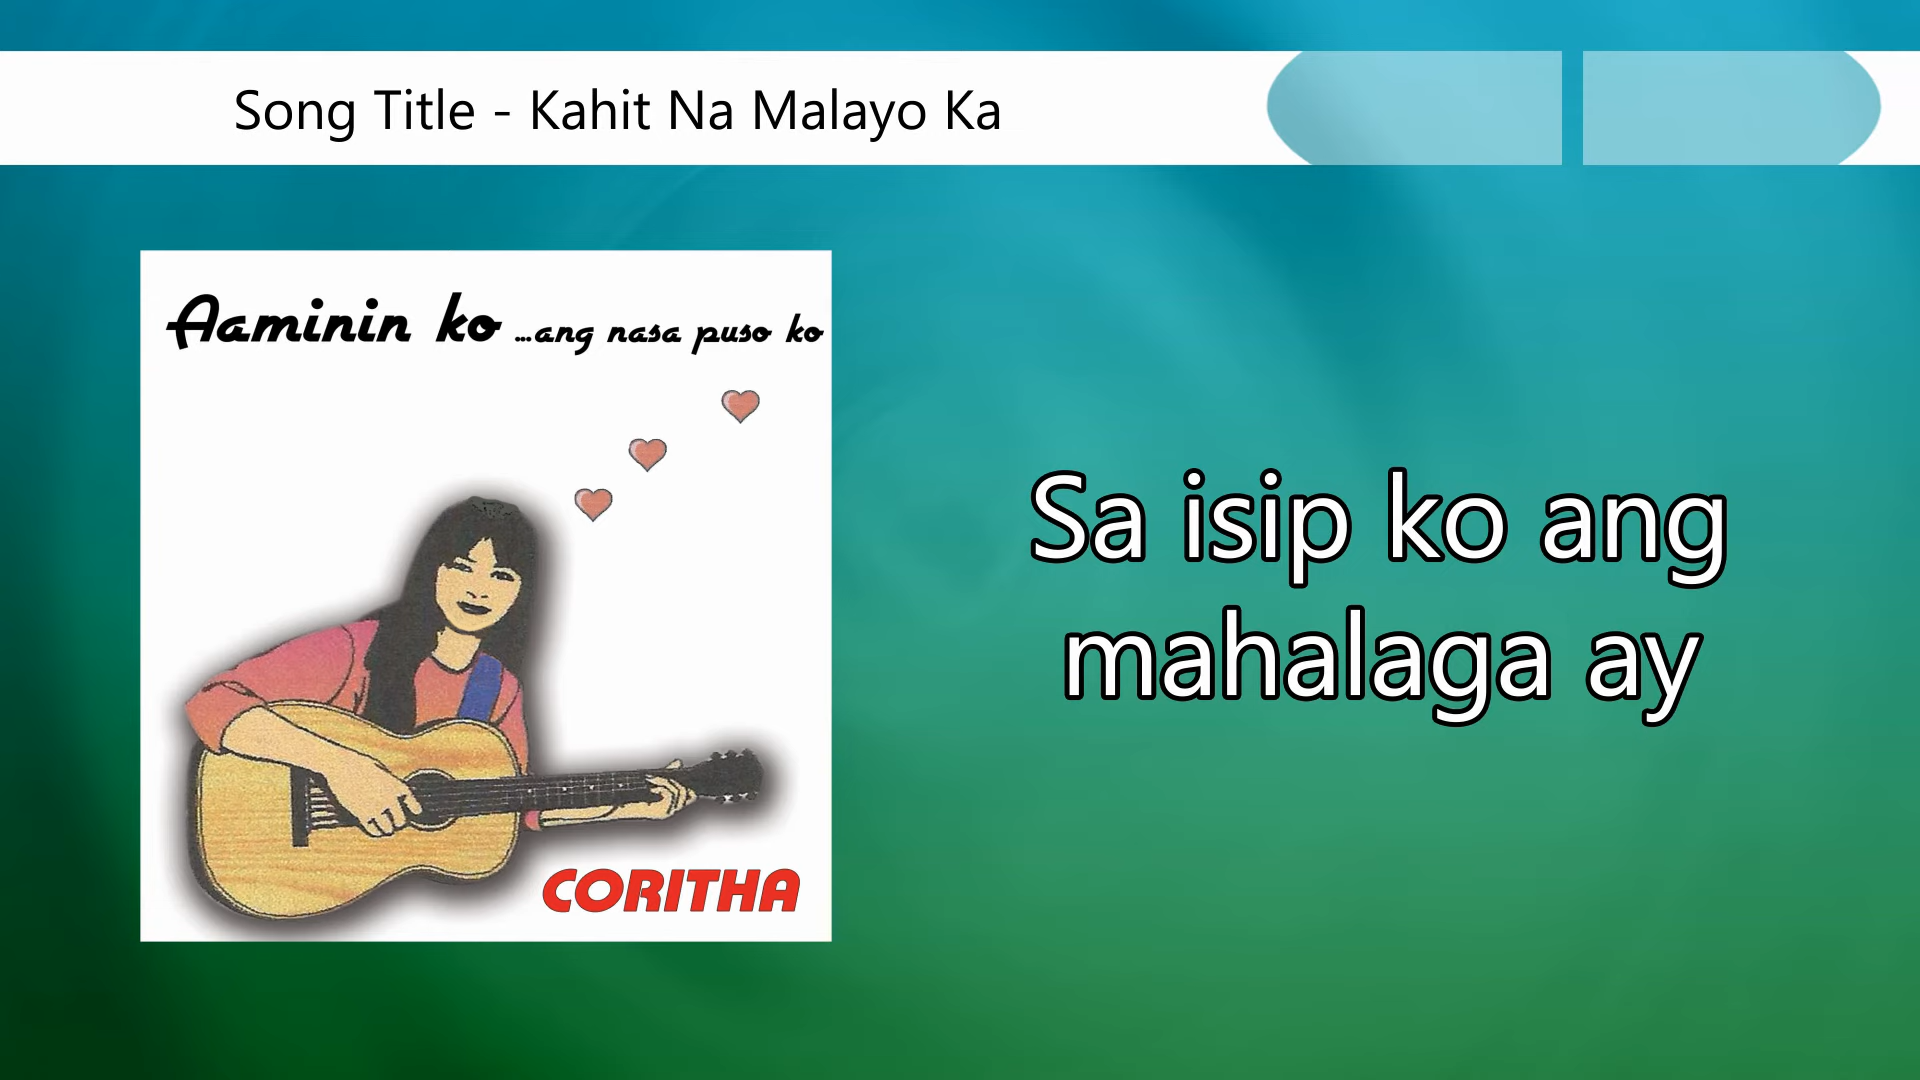 Song Title - Kahit Na Malayo Ka
Aaminin ko ...ang nasa puso ko
CORITHA
Sa isip ko ang
mahalaga ay